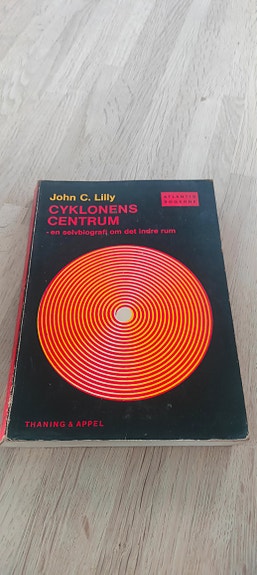 John C. Lilly
CYKLONENS
CENTRUM
- en selvbiografi om det indre rum
THANING & APPEL